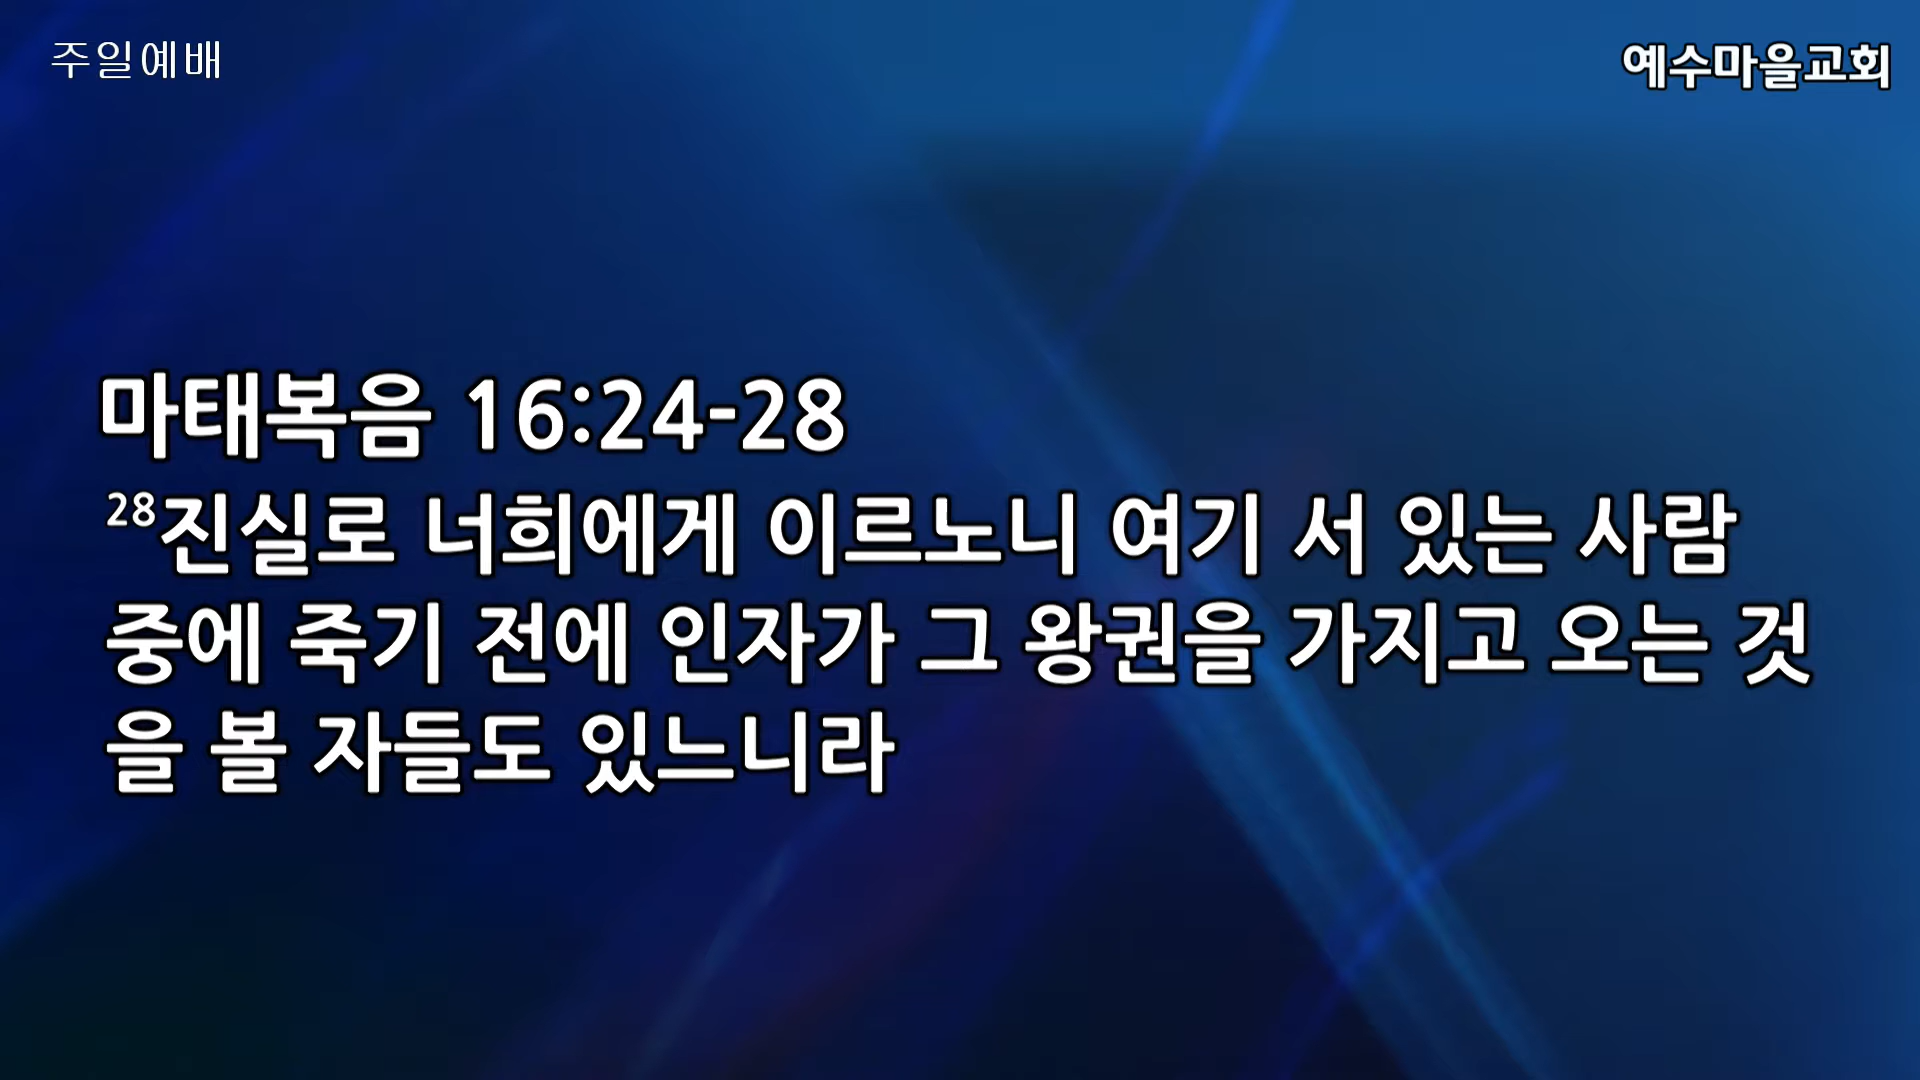 주일예배
예수마을교회
마태복음 16:24-28
28진실로 너희에게 이르노니 여기 서 있는 사람
중에 죽기 전에 인자가 그 왕권을 가지고 오는 것
을 볼 자들도 있느니라